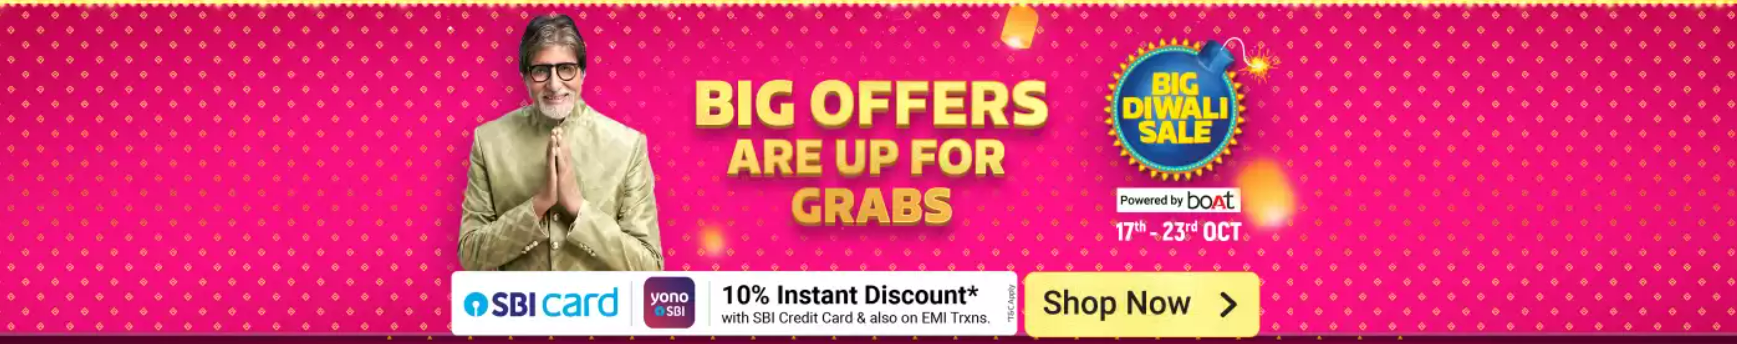 BIG OFFERS
ARE UP FOR
GRABS
BIG
DIWALI
SALE
Powered by boAt
17th - 23rd OCT
SBI card
yono
SBI
10% Instant Discount*
with SBI Credit Card & also on EMI Trxns.
*T&C Apply
Shop Now